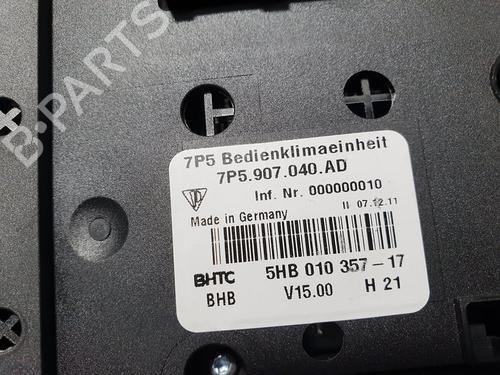 B-PARTS
7P5 Bedienklimaeinheit
7P5.907.040.AD
Inf. Nr. 000000010
II 07.12.11
Made in Germany
BHTC 5HB 010 357-17
BHB V15.00 H 21